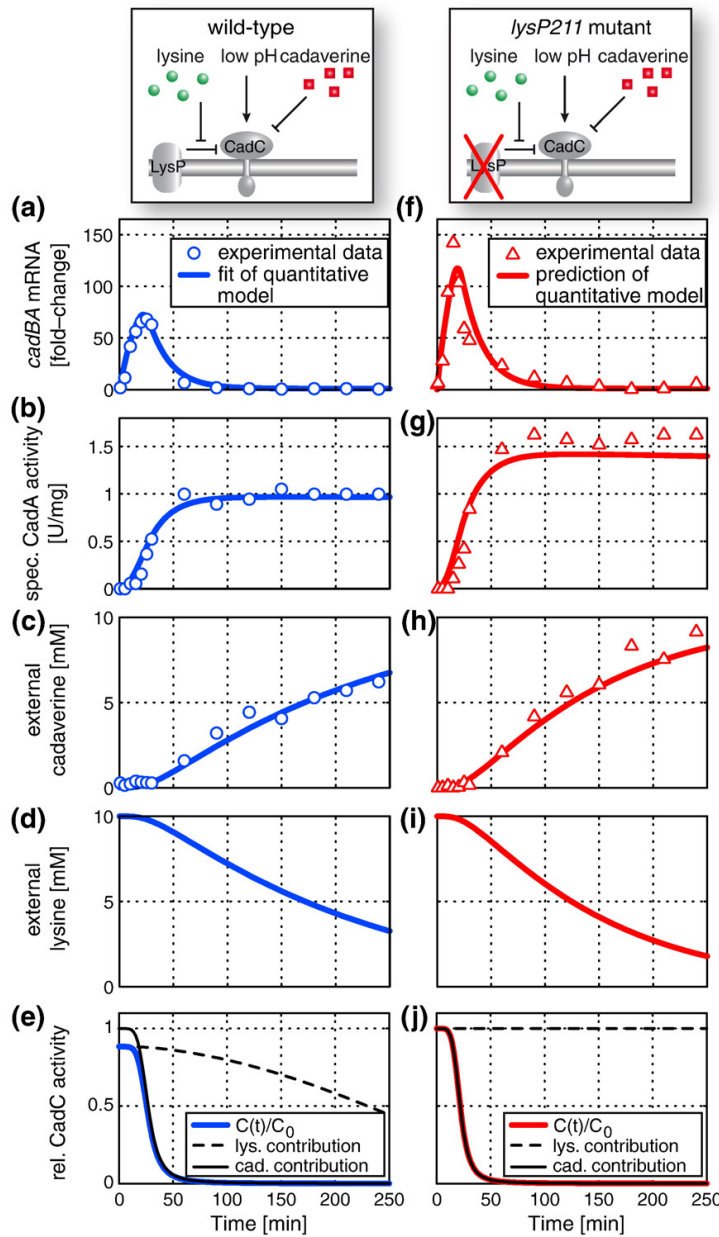 wild-type
lysine low pH cadaverine
LysP
CadC
lysP211 mutant
lysine low pH cadaverine
LysP
CadC
(a)
cadBA mRNA
[fold–change]
150
100
50
0
experimental data
fit of quantitative
model
(f)
experimental data
prediction of
quantitative model
(b)
spec. CadA activity
[U/mg]
1.5
1
0.5
0
(g)
(c)
external
cadaverine [mM]
10
5
0
(h)
(d)
external
lysine [mM]
10
5
(i)
(e)
rel. CadC activity
1
0.5
0
C(t)/C0
lys. contribution
cad. contribution
0 50 100 150 200 250
Time [min]
(j)
C(t)/C0
lys. contribution
cad. contribution
0 50 100 150 200 250
Time [min]